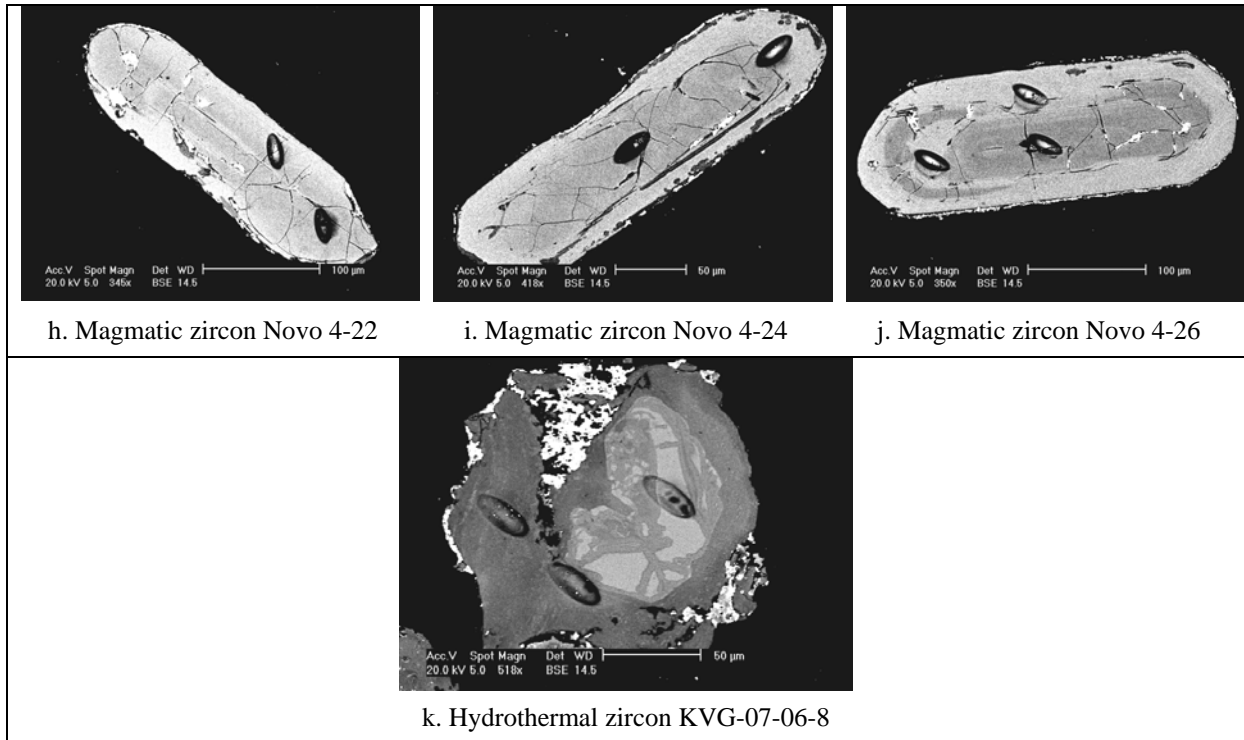 Acc.V Spot Magn Det WD 100 µm
20.0 kV 5.0 345x BSE 14.5
Acc.V Spot Magn Det WD 50 µm
20.0 kV 5.0 418x BSE 14.5
Acc.V Spot Magn Det WD 100 µm
20.0 kV 5.0 350x BSE 14.5
h. Magmatic zircon Novo 4-22
i. Magmatic zircon Novo 4-24
j. Magmatic zircon Novo 4-26
Acc.V Spot Magn Det WD 50 µm
20.0 kV 5.0 518x BSE 14.5
k. Hydrothermal zircon KVG-07-06-8